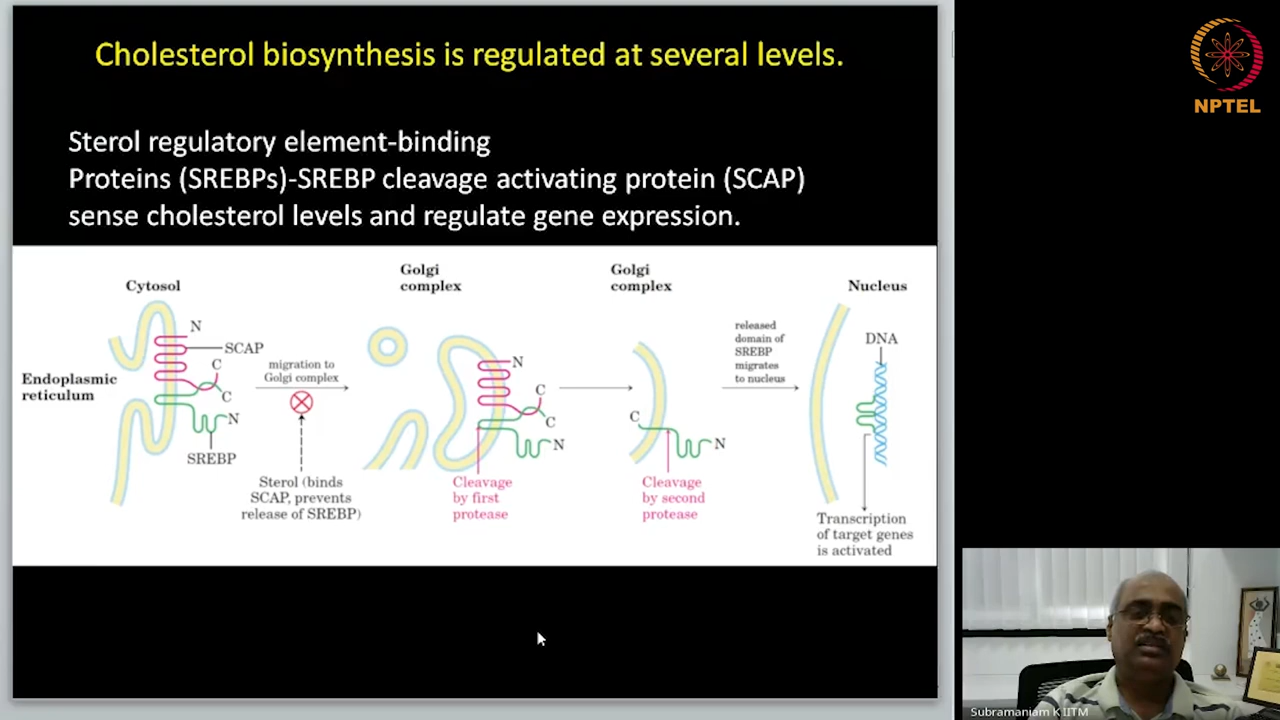 Cholesterol biosynthesis is regulated at several levels.
NPTEL
Sterol regulatory element-binding
Proteins (SREBPs)-SREBP cleavage activating protein (SCAP)
sense cholesterol levels and regulate gene expression.
Cytosol
Golgi
complex
Golgi
complex
Nucleus
N
SCAP
C
C
N
SREBP
Endoplasmic
reticulum
migration to
Golgi complex
Sterol (binds
SCAP, prevents
release of SREBP)
N
C
C
N
Cleavage
by first
protease
C
N
Cleavage
by second
protease
released
domain of
SREBP
migrates
to nucleus
DNA
Transcription
of target genes
is activated
Subramaniam K IITM